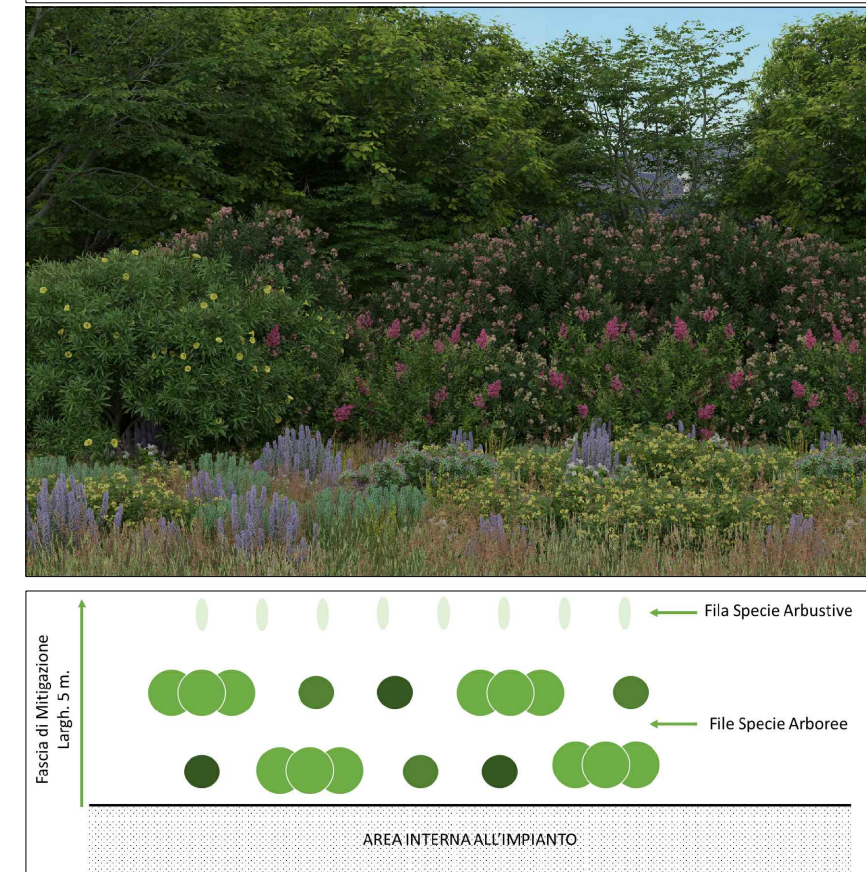 Fascia di Mitigazione
Largh. 5 m.
Fila Specie Arbustive
File Specie Arboree
AREA INTERNA ALL'IMPIANTO